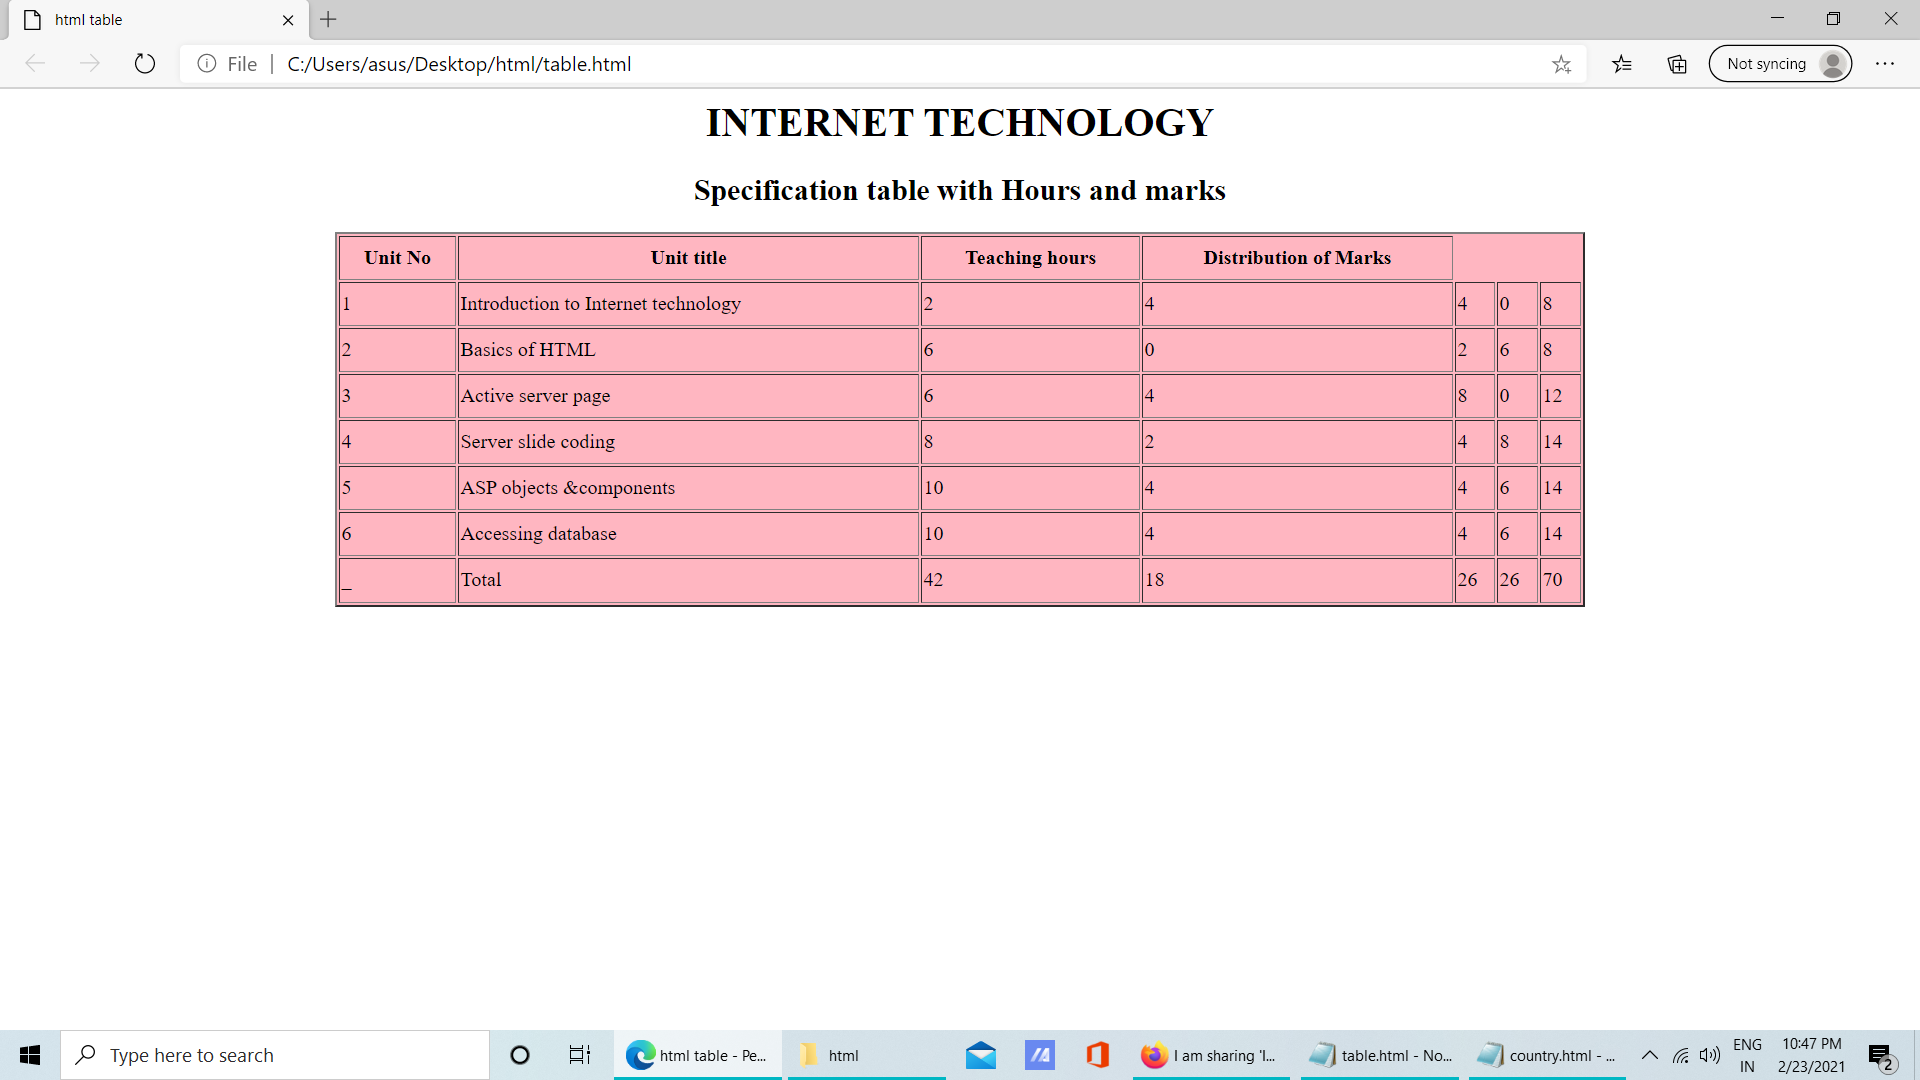 html table
File | C:/Users/asus/Desktop/html/table.html
Not syncing
INTERNET TECHNOLOGY
Specification table with Hours and marks
Unit No Unit title Teaching hours Distribution of Marks
1 Introduction to Internet technology 2 4 4 0 8
2 Basics of HTML 6 0 2 6 8
3 Active server page 6 4 8 0 12
4 Server slide coding 8 2 4 8 14
5 ASP objects &components 10 4 4 6 14
6 Accessing database 10 4 4 6 14
_ Total 42 18 26 26 70
Type here to search
html table - Pe...
html
I am sharing 'I...
table.html - No...
country.html - ...
ENG
IN
10:47 PM
2/23/2021
2